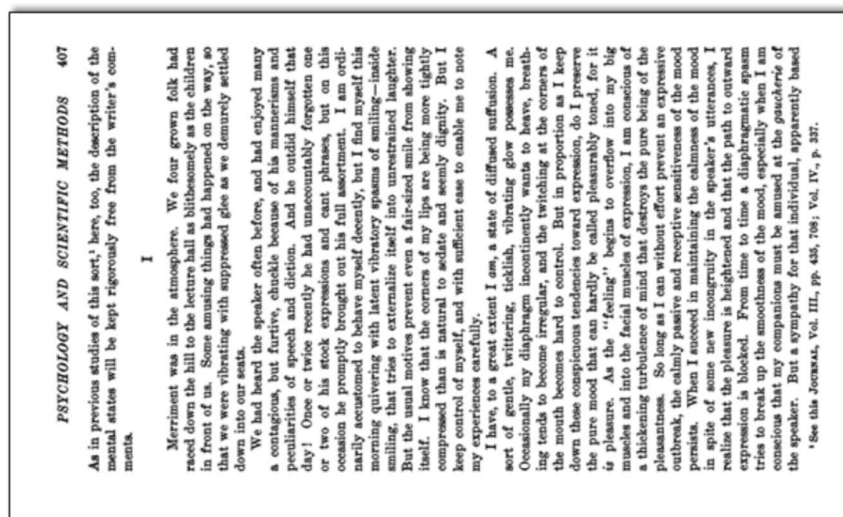 PSYCHOLOGY AND SCIENTIFIC METHODS 407
As in previous studies of this sort,¹ here, too, the description of the
mental states will be kept rigorously free from the writer's com-
ments.
I
Merriment was in the atmosphere. We four grown folk had
raced down the hill to the lecture hall as blithesomely as the children
in front of us. Some amusing things had happened on the way, so
that we were vibrating with suppressed glee as we demurely settled
down into our seats.
We had heard the speaker often before, and had enjoyed many
a contagious, but furtive, chuckle because of his mannerisms and
peculiarities of speech and diction. And he outdid himself that
day! Once or twice recently he had unaccountably forgotten one
or two of his stock expressions and cant phrases, but on this
occasion he promptly brought out his full assortment. I am ordi-
narily accustomed to behave myself decently, but I find myself this
morning quivering with latent vibratory spasms of smiling—inside
smiling, that tries to externalize itself into unrestrained laughter.
But the usual motives prevent even a fair-sized smile from showing
itself. I know that the corners of my lips are being more tightly
compressed than is natural to sedate and seemly dignity. But I
keep control of myself, and with sufficient ease to enable me to note
my experiences carefully.
I have, to a great extent I am, a state of diffused suffusion. A
sort of gentle, twittering, ticklish, vibrating glow possesses me.
Occasionally my diaphragm incontinently wants to heave, breath-
ing tends to become irregular, and the twitching at the corners of
the mouth becomes hard to control. But in proportion as I keep
down these conspicuous tendencies toward expression, do I preserve
the pure mood that can hardly be called pleasurably toned, for it
is pleasure. As the "feeling" begins to overflow into my big
muscles and into the facial muscles of expression, I am conscious of
a thickening turbulence of mind that destroys the pure being of the
pleasantness. So long as I can without effort prevent an expressive
outbreak, the calmly passive and receptive sensitiveness of the mood
persists. When I succeed in maintaining the calmness of the mood
in spite of some new incongruity in the speaker's utterances, I
realize that the pleasure is heightened and that the path to outward
expression is blocked. From time to time a diaphragmatic spasm
tries to break up the smoothness of the mood, especially when I am
conscious that my companions must be amused at the gaucherie of
the speaker. But a sympathy for that individual, apparently based
¹ See this JOURNAL, Vol. III., pp. 435, 708; Vol. IV., p. 337.